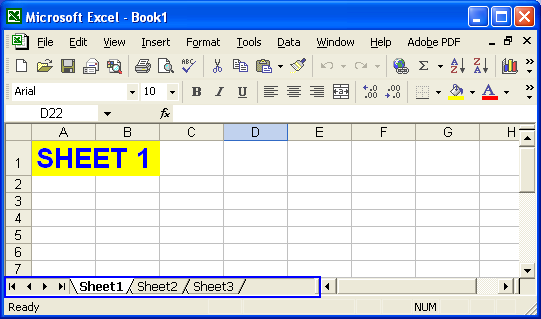 Microsoft Excel - Book1
File Edit View Insert Format Tools Data Window Help Adobe PDF
Arial 10 B I U
D22 fx
A B C D E F G H
1 SHEET 1
2
3
4
5
6
7
Sheet1 Sheet2 Sheet3
Ready NUM